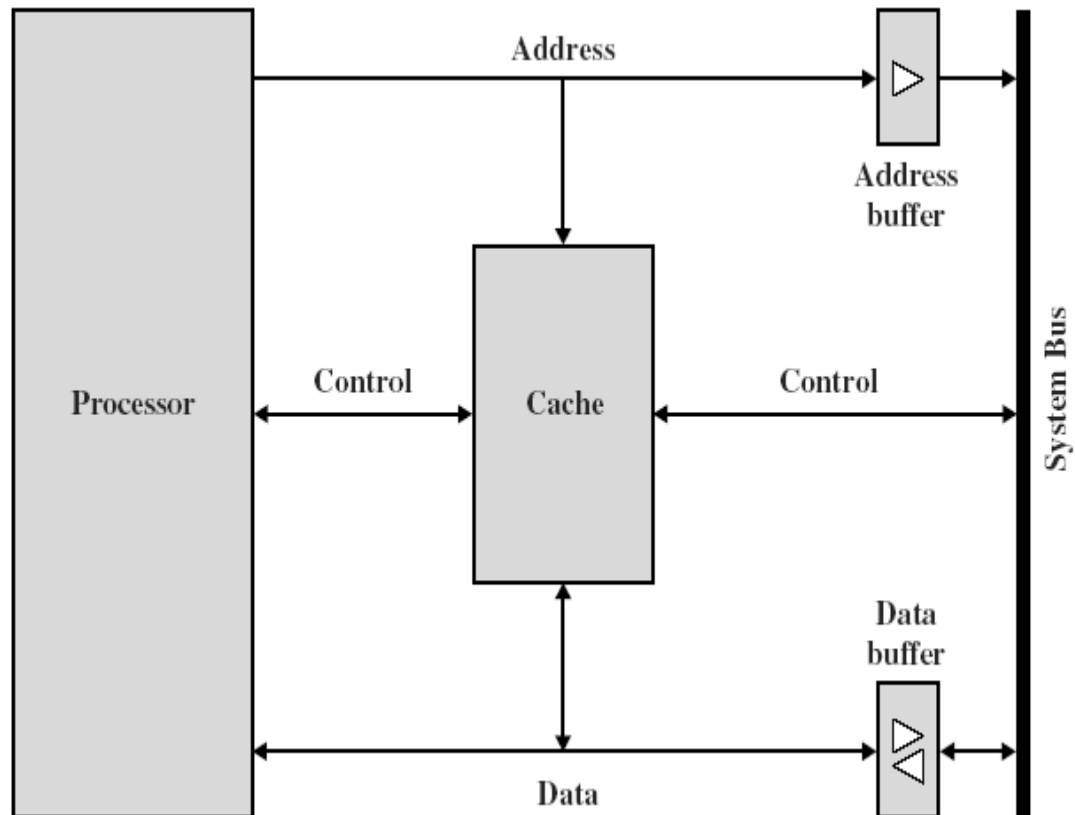 Address
Address
buffer
Processor
Control
Cache
Control
System Bus
Data
buffer
Data